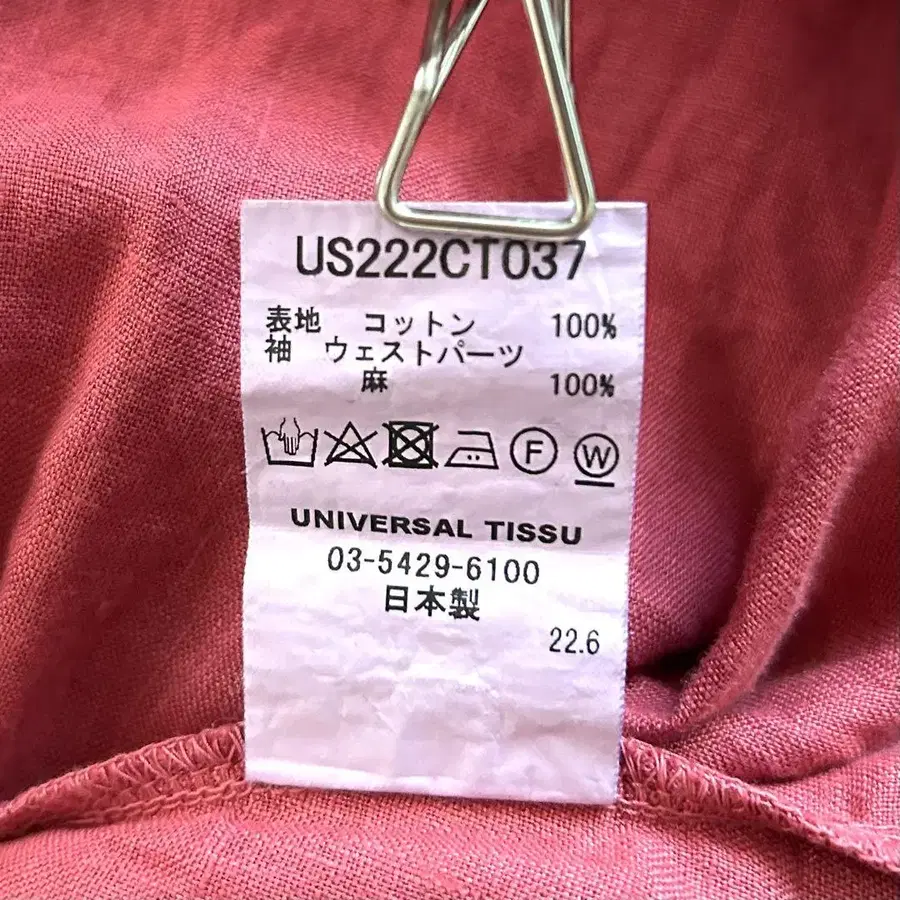 US222CT037
表地 コットン 100%
袖 ウェストパーツ
麻 100%
F W
UNIVERSAL TISSU
03-5429-6100
日本製
22.6